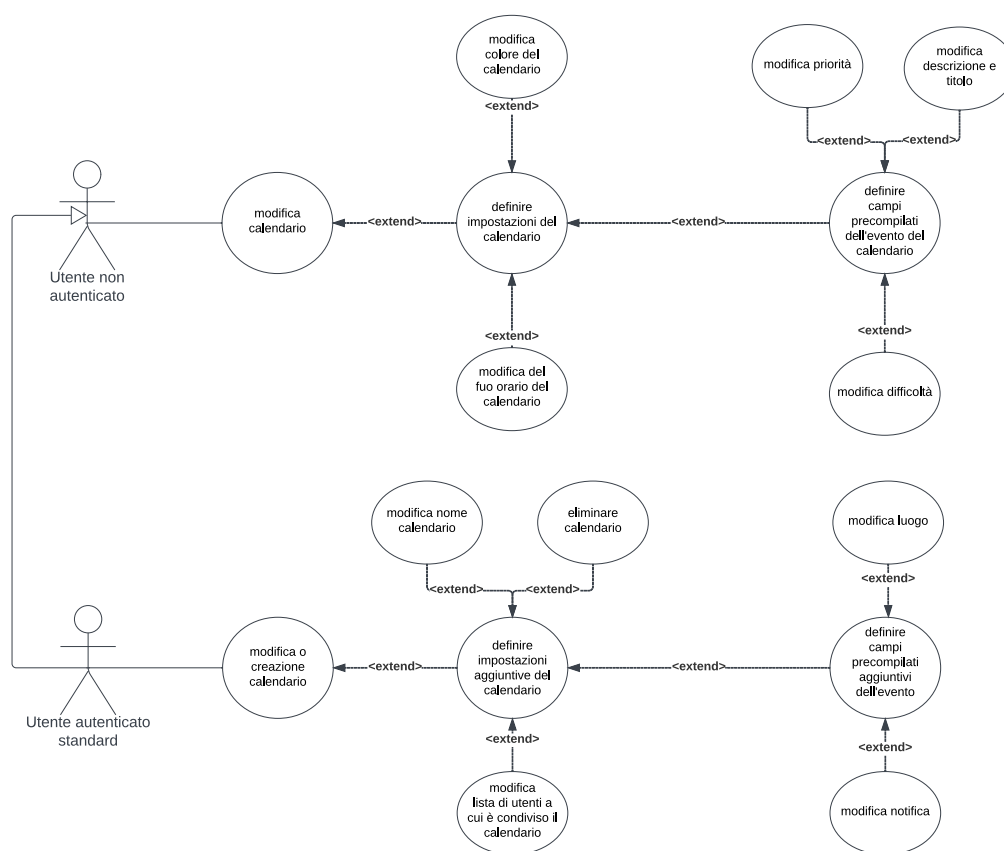 modifica
colore del
calendario
modifica priorità
modifica
descrizione e
titolo
<extend>
<extend>
<extend>
modifica
calendario
<extend>
definire
impostazioni del
calendario
<extend>
definire
campi
precompilati
dell'evento del
calendario
Utente non
autenticato
<extend>
<extend>
modifica del
fuo orario del
calendario
modifica difficoltà
modifica nome
calendario
eliminare
calendario
modifica luogo
<extend>
<extend>
<extend>
modifica o
creazione
calendario
<extend>
definire
impostazioni
aggiuntive del
calendario
<extend>
definire
campi
precompilati
aggiuntivi
dell'evento
Utente autenticato
standard
<extend>
<extend>
modifica
lista di utenti a
cui è condiviso il
calendario
modifica notifica